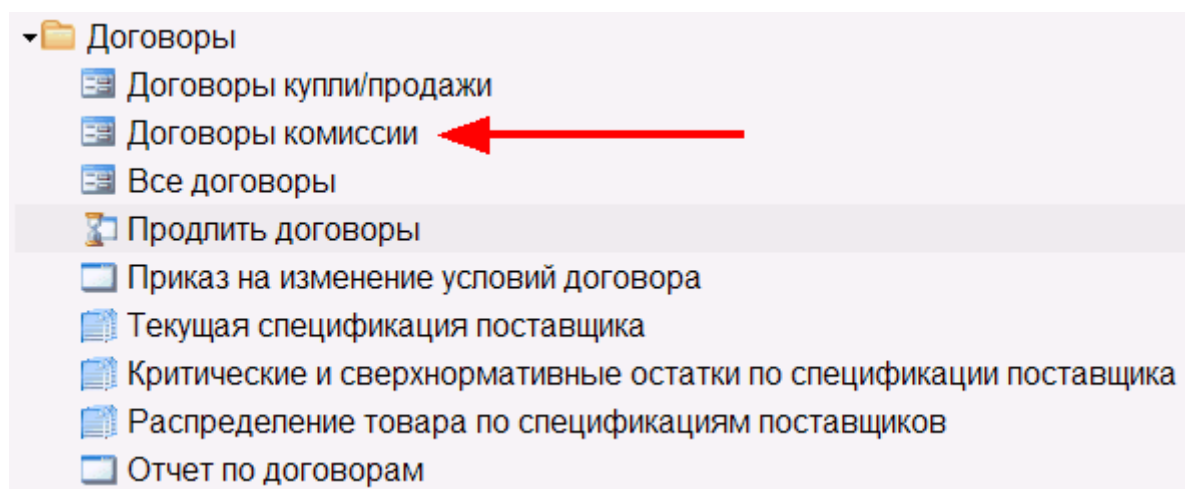 Договоры
Договоры купли/продажи
Договоры комиссии
Все договоры
Продлить договоры
Приказ на изменение условий договора
Текущая спецификация поставщика
Критические и сверхнормативные остатки по спецификации поставщика
Распределение товара по спецификациям поставщиков
Отчет по договорам